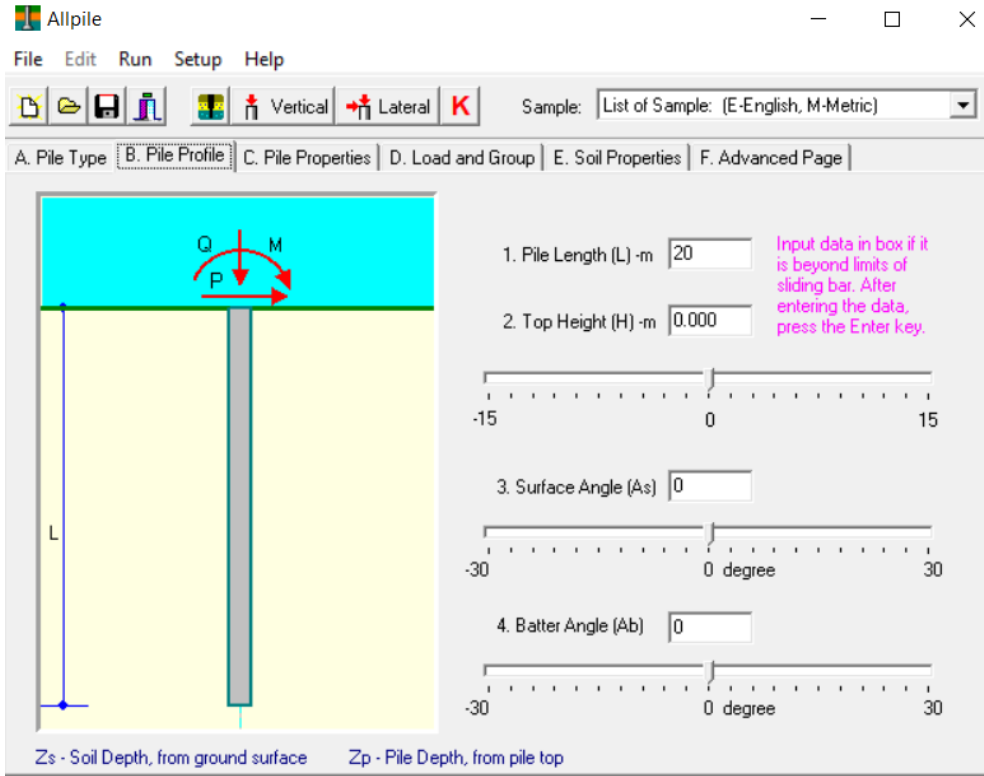 Allpile
File Edit Run Setup Help
Vertical Lateral K Sample: List of Sample: (E-English, M-Metric)
A. Pile Type B. Pile Profile C. Pile Properties D. Load and Group E. Soil Properties F. Advanced Page
Q M
P
L
1. Pile Length (L) -m 20
2. Top Height (H) -m 0.000
Input data in box if it
is beyond limits of
sliding bar. After
entering the data,
press the Enter key.
-15 0 15
3. Surface Angle (As) 0
-30 0 degree 30
4. Batter Angle (Ab) 0
-30 0 degree 30
Zs - Soil Depth, from ground surface Zp - Pile Depth, from pile top